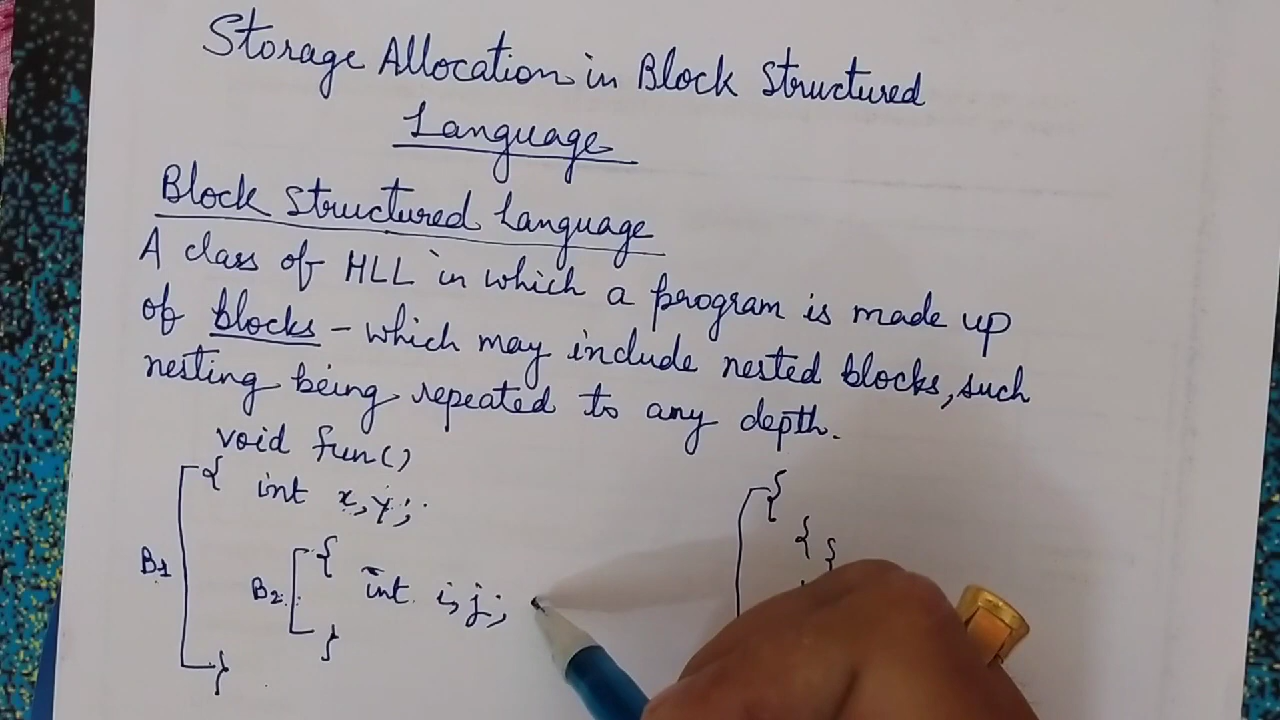 Storage Allocation in Block Structured
Language
Block Structured Language
A class of HLL in which a program is made up
of blocks - which may include nested blocks, such
nesting being repeated to any depth.
void fun()
{ int x,y;
B1
{
B2 int i,j;
}
}
{
{ {